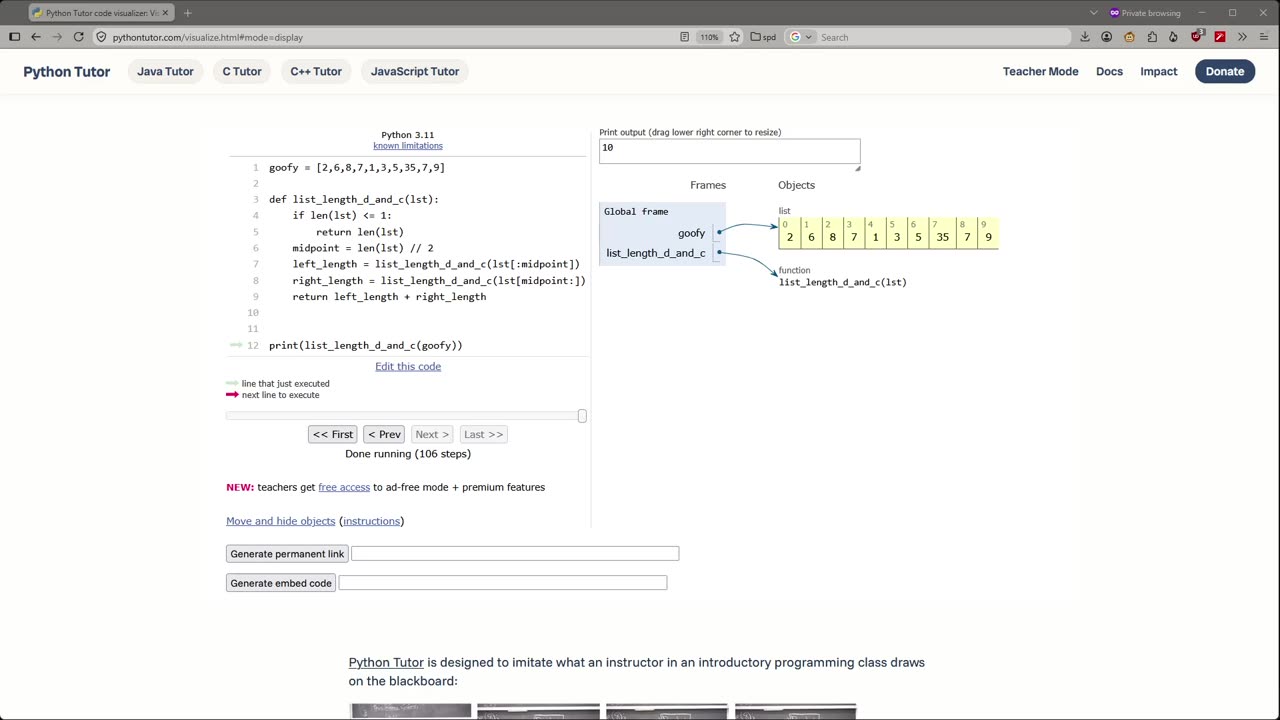 Python Tutor code visualizer: Vi
Private browsing
pythontutor.com/visualize.html#mode=display
110%
spd
Search
Python Tutor
Java Tutor
C Tutor
C++ Tutor
JavaScript Tutor
Teacher Mode
Docs
Impact
Donate
Python 3.11
known limitations
1 goofy = [2,6,8,7,1,3,5,35,7,9]
2
3 def list_length_d_and_c(lst):
4     if len(lst) <= 1:
5         return len(lst)
6     midpoint = len(lst) // 2
7     left_length = list_length_d_and_c(lst[:midpoint])
8     right_length = list_length_d_and_c(lst[midpoint:])
9     return left_length + right_length
10
11
12 print(list_length_d_and_c(goofy))
Edit this code
line that just executed
next line to execute
<< First
< Prev
Next >
Last >>
Done running (106 steps)
NEW: teachers get free access to ad-free mode + premium features
Move and hide objects (instructions)
Generate permanent link
Generate embed code
Print output (drag lower right corner to resize)
10
Frames
Objects
Global frame
goofy
list_length_d_and_c
list
0 1 2 3 4 5 6 7 8 9
2 6 8 7 1 3 5 35 7 9
function
list_length_d_and_c(lst)
Python Tutor is designed to imitate what an instructor in an introductory programming class draws
on the blackboard: